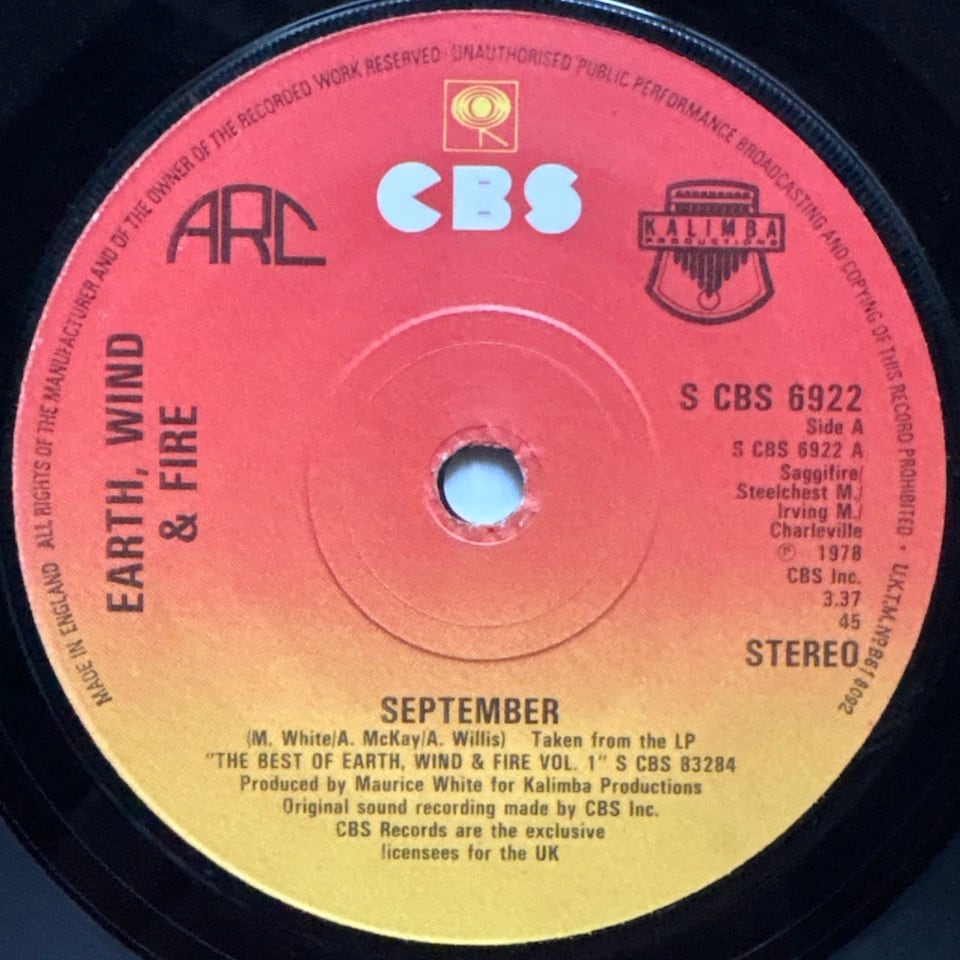 MADE IN ENGLAND ALL RIGHTS OF THE MANUFACTURER AND OF THE OWNER OF THE RECORDED WORK RESERVED · UNAUTHORISED PUBLIC PERFORMANCE BROADCASTING AND COPYING OF THIS RECORD PROHIBITED · U.K.T.M. Nº B618092
CBS
ARC
KALIMBA
PRODUCTIONS
EARTH, WIND
& FIRE
S CBS 6922
Side A
S CBS 6922 A
Saggifire/
Steelchest M./
Irving M./
Charleville
℗ 1978
CBS Inc.
3.37
45
STEREO
SEPTEMBER
(M. White/A. McKay/A. Willis) Taken from the LP
"THE BEST OF EARTH, WIND & FIRE VOL. 1" S CBS 83284
Produced by Maurice White for Kalimba Productions
Original sound recording made by CBS Inc.
CBS Records are the exclusive
licensees for the UK